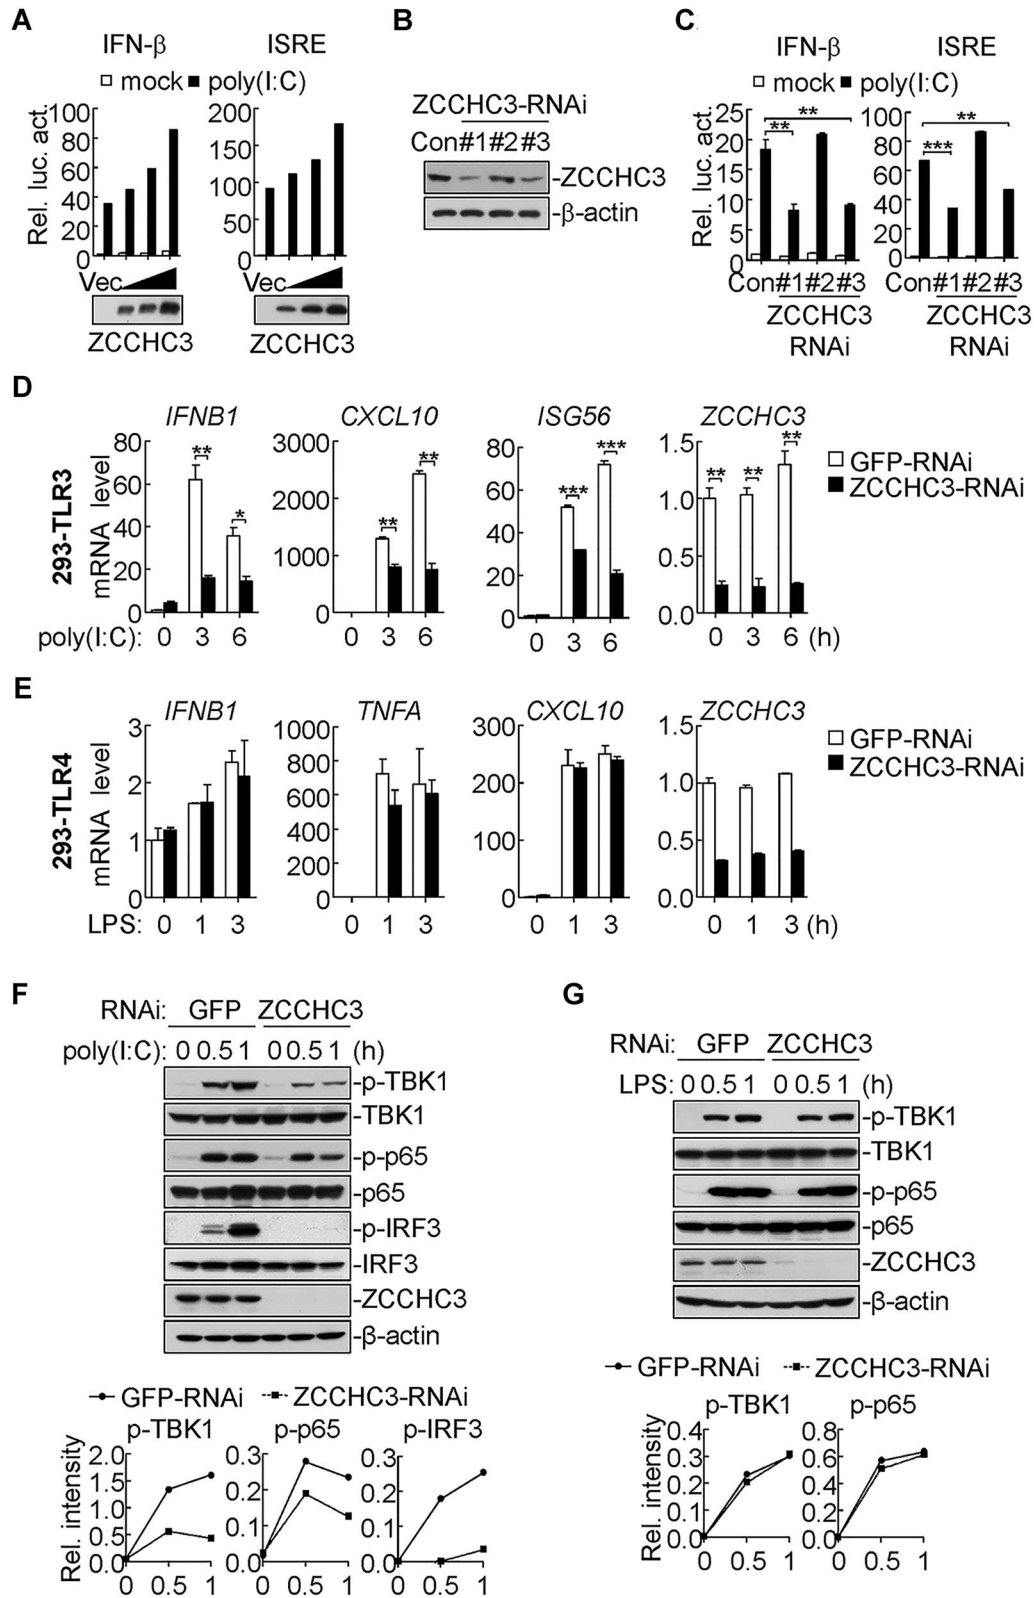 A
IFN-β ISRE
□ mock ■ poly(I:C)
Rel. luc. act.
100
80
60
40
20
0
200
150
100
50
0
Vec
ZCCHC3 ZCCHC3
B
ZCCHC3-RNAi
Con#1#2#3
-ZCCHC3
-β-actin
C
IFN-β ISRE
□ mock ■ poly(I:C)
Rel. luc. act.
25
20
15
10
5
0
** **
100
80
60
40
20
0
*** **
Con#1#2#3 Con#1#2#3
ZCCHC3 ZCCHC3
RNAi RNAi
D
293-TLR3
mRNA level
IFNB1 CXCL10 ISG56 ZCCHC3
80
60
40
20
0
** *
3000
2000
1000
0
** **
80
60
40
20
0
*** ***
1.5
1.0
0.5
0.0
** ** **
□ GFP-RNAi
■ ZCCHC3-RNAi
poly(I:C): 0 3 6 0 3 6 0 3 6 0 3 6 (h)
E
293-TLR4
mRNA level
IFNB1 TNFA CXCL10 ZCCHC3
3
2
1
0
1000
800
600
400
200
0
300
200
100
0
1.5
1.0
0.5
0.0
□ GFP-RNAi
■ ZCCHC3-RNAi
LPS: 0 1 3 0 1 3 0 1 3 0 1 3 (h)
F
RNAi: GFP ZCCHC3
poly(I:C): 0 0.5 1 0 0.5 1 (h)
-p-TBK1
-TBK1
-p-p65
-p65
-p-IRF3
-IRF3
-ZCCHC3
-β-actin
GFP-RNAi ZCCHC3-RNAi
p-TBK1 p-p65 p-IRF3
Rel. intensity
2.0
1.5
1.0
0.5
0.0
0.3
0.2
0.1
0.0
0.3
0.2
0.1
0.0
0 0.5 1 0 0.5 1 0 0.5 1
G
RNAi: GFP ZCCHC3
LPS: 0 0.5 1 0 0.5 1 (h)
-p-TBK1
-TBK1
-p-p65
-p65
-ZCCHC3
-β-actin
GFP-RNAi ZCCHC3-RNAi
p-TBK1 p-p65
Rel. intensity
0.4
0.3
0.2
0.1
0.0
0.8
0.6
0.4
0.2
0.0
0 0.5 1 0 0.5 1